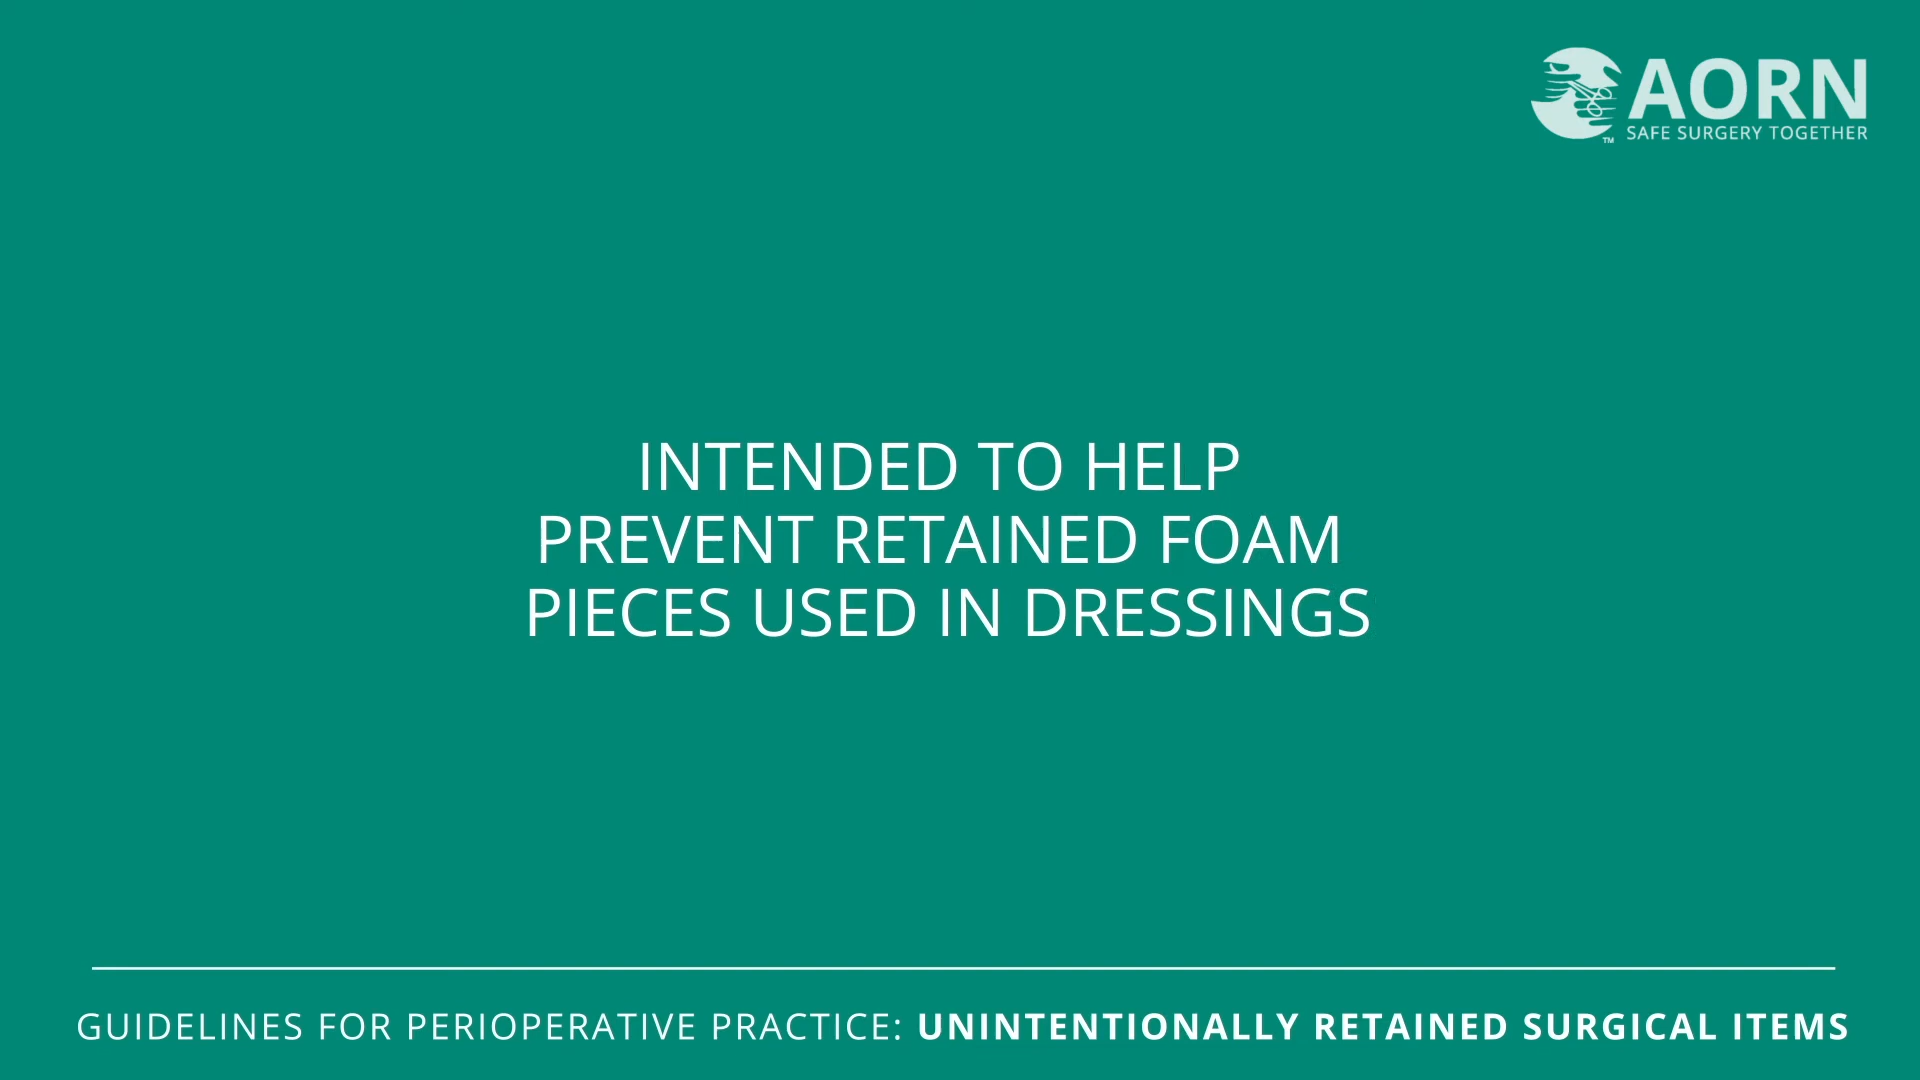 AORN
SAFE SURGERY TOGETHER
TM
INTENDED TO HELP
PREVENT RETAINED FOAM
PIECES USED IN DRESSINGS
GUIDELINES FOR PERIOPERATIVE PRACTICE: UNINTENTIONALLY RETAINED SURGICAL ITEMS